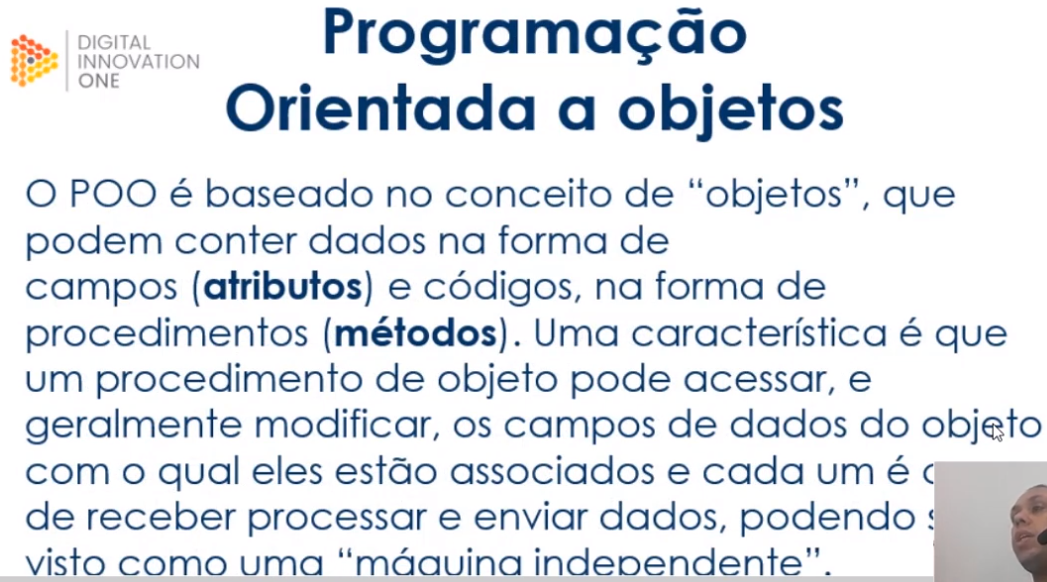 DIGITAL
INNOVATION
ONE
Programação
Orientada a objetos
O POO é baseado no conceito de “objetos”, que
podem conter dados na forma de
campos (atributos) e códigos, na forma de
procedimentos (métodos). Uma característica é que
um procedimento de objeto pode acessar, e
geralmente modificar, os campos de dados do objeto
com o qual eles estão associados e cada um é
de receber processar e enviar dados, podendo
visto como uma “máquina independente”.